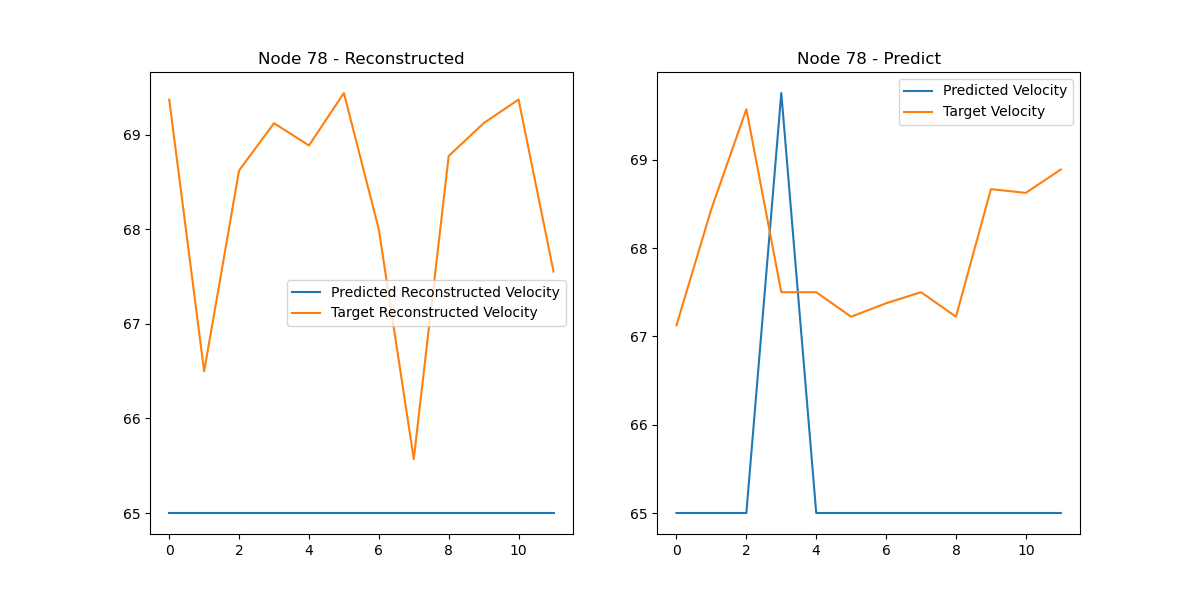 Node 78 - Reconstructed
69
68
67
66
65
0 2 4 6 8 10
Predicted Reconstructed Velocity
Target Reconstructed Velocity
Node 78 - Predict
69
68
67
66
65
0 2 4 6 8 10
Predicted Velocity
Target Velocity